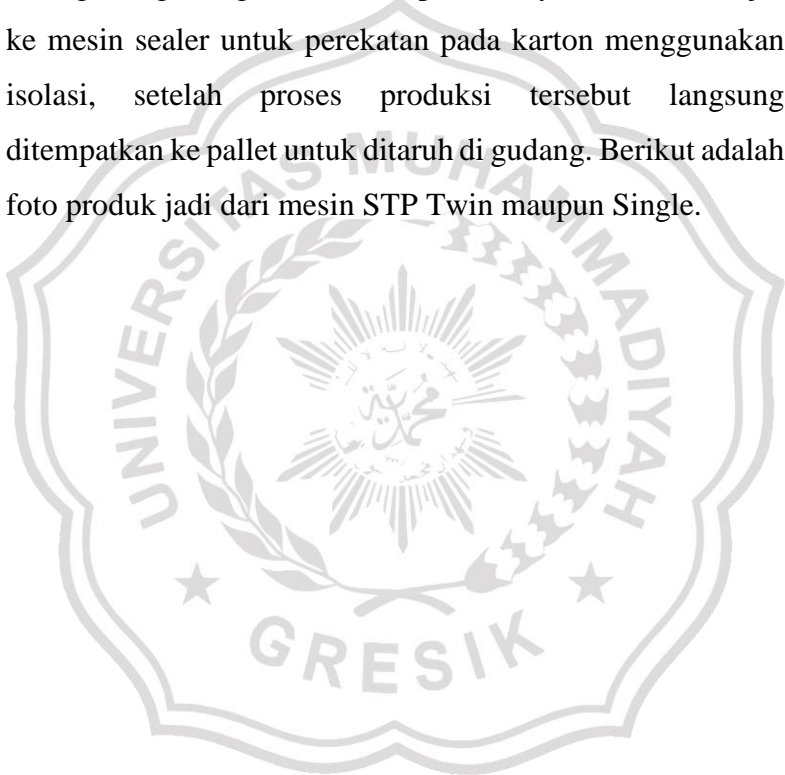 ke mesin sealer untuk perekatan pada karton menggunakan
isolasi, setelah proses produksi tersebut langsung
ditempatkan ke pallet untuk ditaruh di gudang. Berikut adalah
foto produk jadi dari mesin STP Twin maupun Single.
UNIVERSITAS MUHAMMADIYAH
محمد
GRESIK